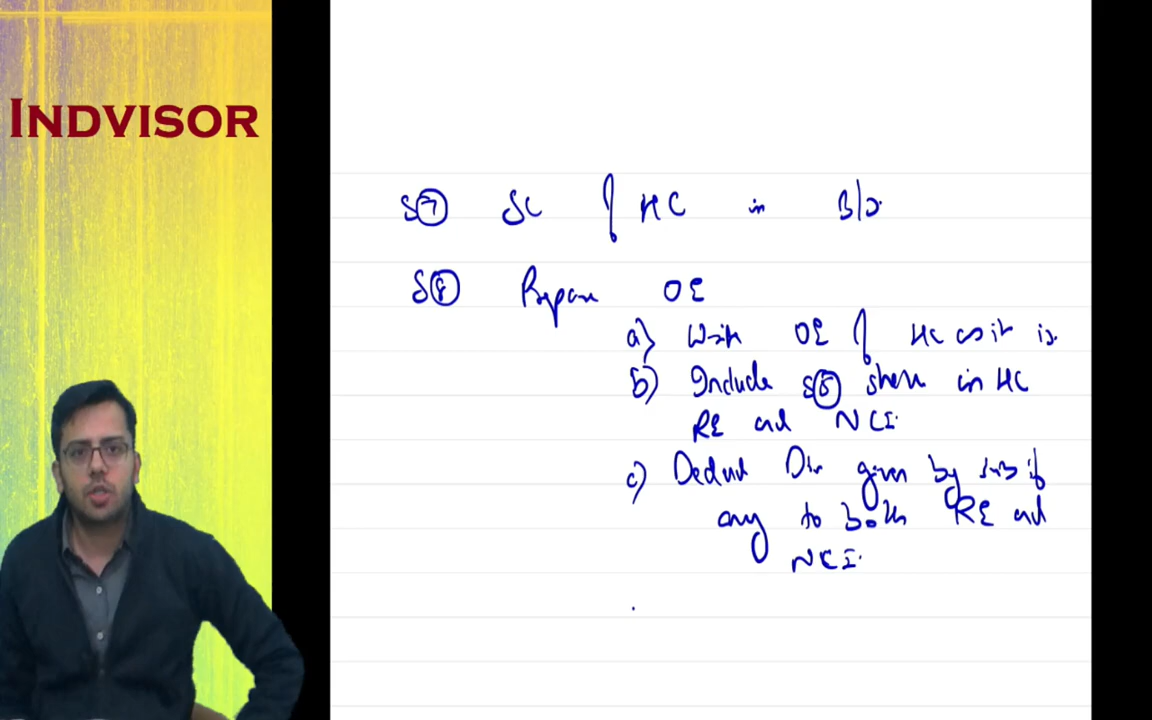 INDVISOR
S⑦ SC of HC in B/S
S⑧ Prepare OE
a) Write OE of HC as it is.
b) Include S⑤ share in HC
RE and NCI.
c) Deduct Div given by sub if
any to both RE and
NCI.